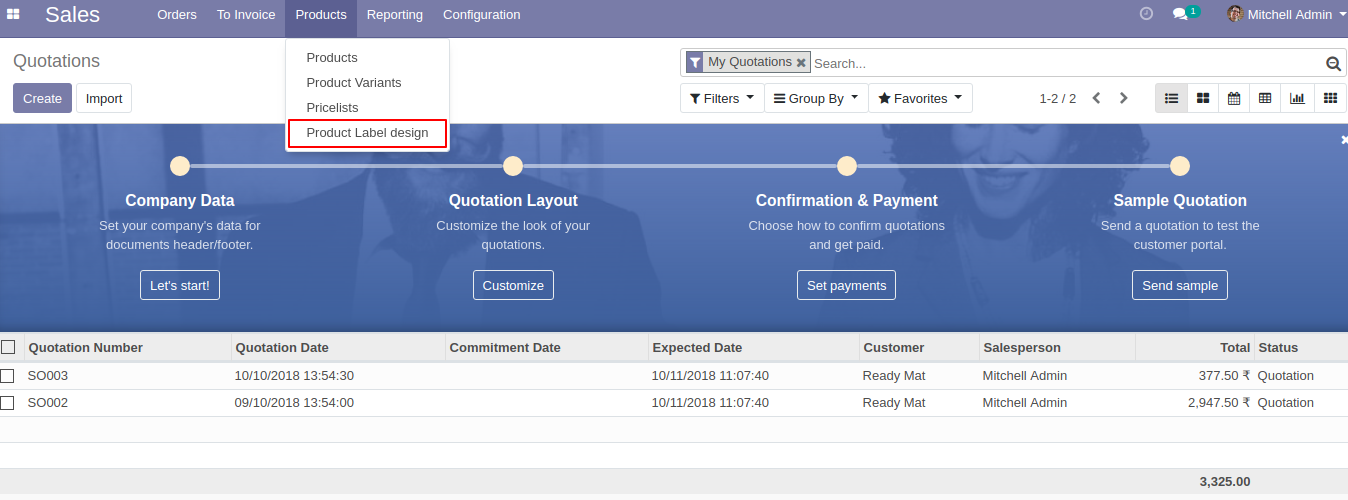 Sales Orders To Invoice Products Reporting Configuration 1 Mitchell Admin
Products
Product Variants
Pricelists
Product Label design
Quotations
My Quotations Search...
Create Import
Filters Group By Favorites 1-2 / 2
Company Data
Set your company's data for
documents header/footer.
Let's start!
Quotation Layout
Customize the look of your
quotations.
Customize
Confirmation & Payment
Choose how to confirm quotations
and get paid.
Set payments
Sample Quotation
Send a quotation to test the
customer portal.
Send sample
Quotation Number Quotation Date Commitment Date Expected Date Customer Salesperson Total Status
SO003 10/10/2018 13:54:30 10/11/2018 11:07:40 Ready Mat Mitchell Admin 377.50 ₹ Quotation
SO002 09/10/2018 13:54:00 10/11/2018 11:07:40 Ready Mat Mitchell Admin 2,947.50 ₹ Quotation
3,325.00